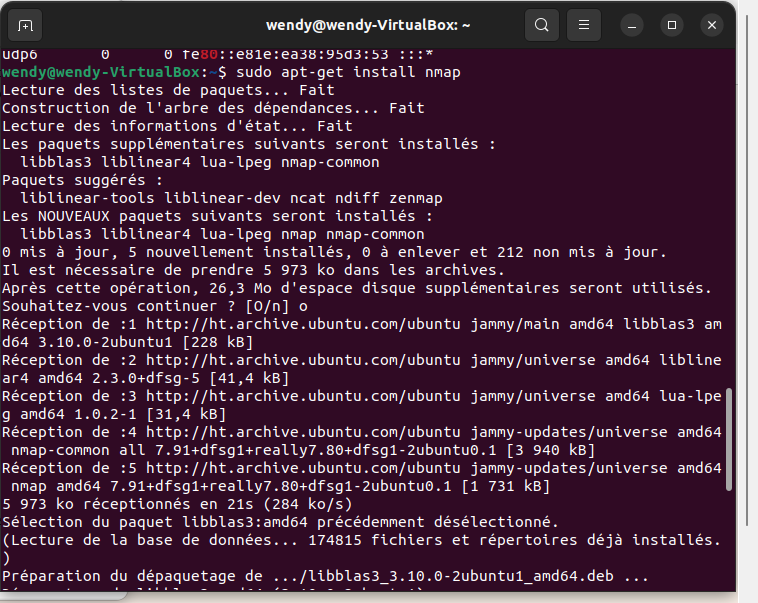 wendy@wendy-VirtualBox: ~
udp6 0 0 fe80::e81e:ea38:95d3:53 :::*
wendy@wendy-VirtualBox:~$ sudo apt-get install nmap
Lecture des listes de paquets... Fait
Construction de l'arbre des dépendances... Fait
Lecture des informations d'état... Fait
Les paquets supplémentaires suivants seront installés :
  libblas3 liblinear4 lua-lpeg nmap-common
Paquets suggérés :
  liblinear-tools liblinear-dev ncat ndiff zenmap
Les NOUVEAUX paquets suivants seront installés :
  libblas3 liblinear4 lua-lpeg nmap nmap-common
0 mis à jour, 5 nouvellement installés, 0 à enlever et 212 non mis à jour.
Il est nécessaire de prendre 5 973 ko dans les archives.
Après cette opération, 26,3 Mo d'espace disque supplémentaires seront utilisés.
Souhaitez-vous continuer ? [O/n] o
Réception de :1 http://ht.archive.ubuntu.com/ubuntu jammy/main amd64 libblas3 am
d64 3.10.0-2ubuntu1 [228 kB]
Réception de :2 http://ht.archive.ubuntu.com/ubuntu jammy/universe amd64 libline
ar4 amd64 2.3.0+dfsg-5 [41,4 kB]
Réception de :3 http://ht.archive.ubuntu.com/ubuntu jammy/universe amd64 lua-lpe
g amd64 1.0.2-1 [31,4 kB]
Réception de :4 http://ht.archive.ubuntu.com/ubuntu jammy-updates/universe amd64
 nmap-common all 7.91+dfsg1+really7.80+dfsg1-2ubuntu0.1 [3 940 kB]
Réception de :5 http://ht.archive.ubuntu.com/ubuntu jammy-updates/universe amd64
 nmap amd64 7.91+dfsg1+really7.80+dfsg1-2ubuntu0.1 [1 731 kB]
5 973 ko réceptionnés en 21s (284 ko/s)
Sélection du paquet libblas3:amd64 précédemment désélectionné.
(Lecture de la base de données... 174815 fichiers et répertoires déjà installés.
)
Préparation du dépaquetage de .../libblas3_3.10.0-2ubuntu1_amd64.deb ...